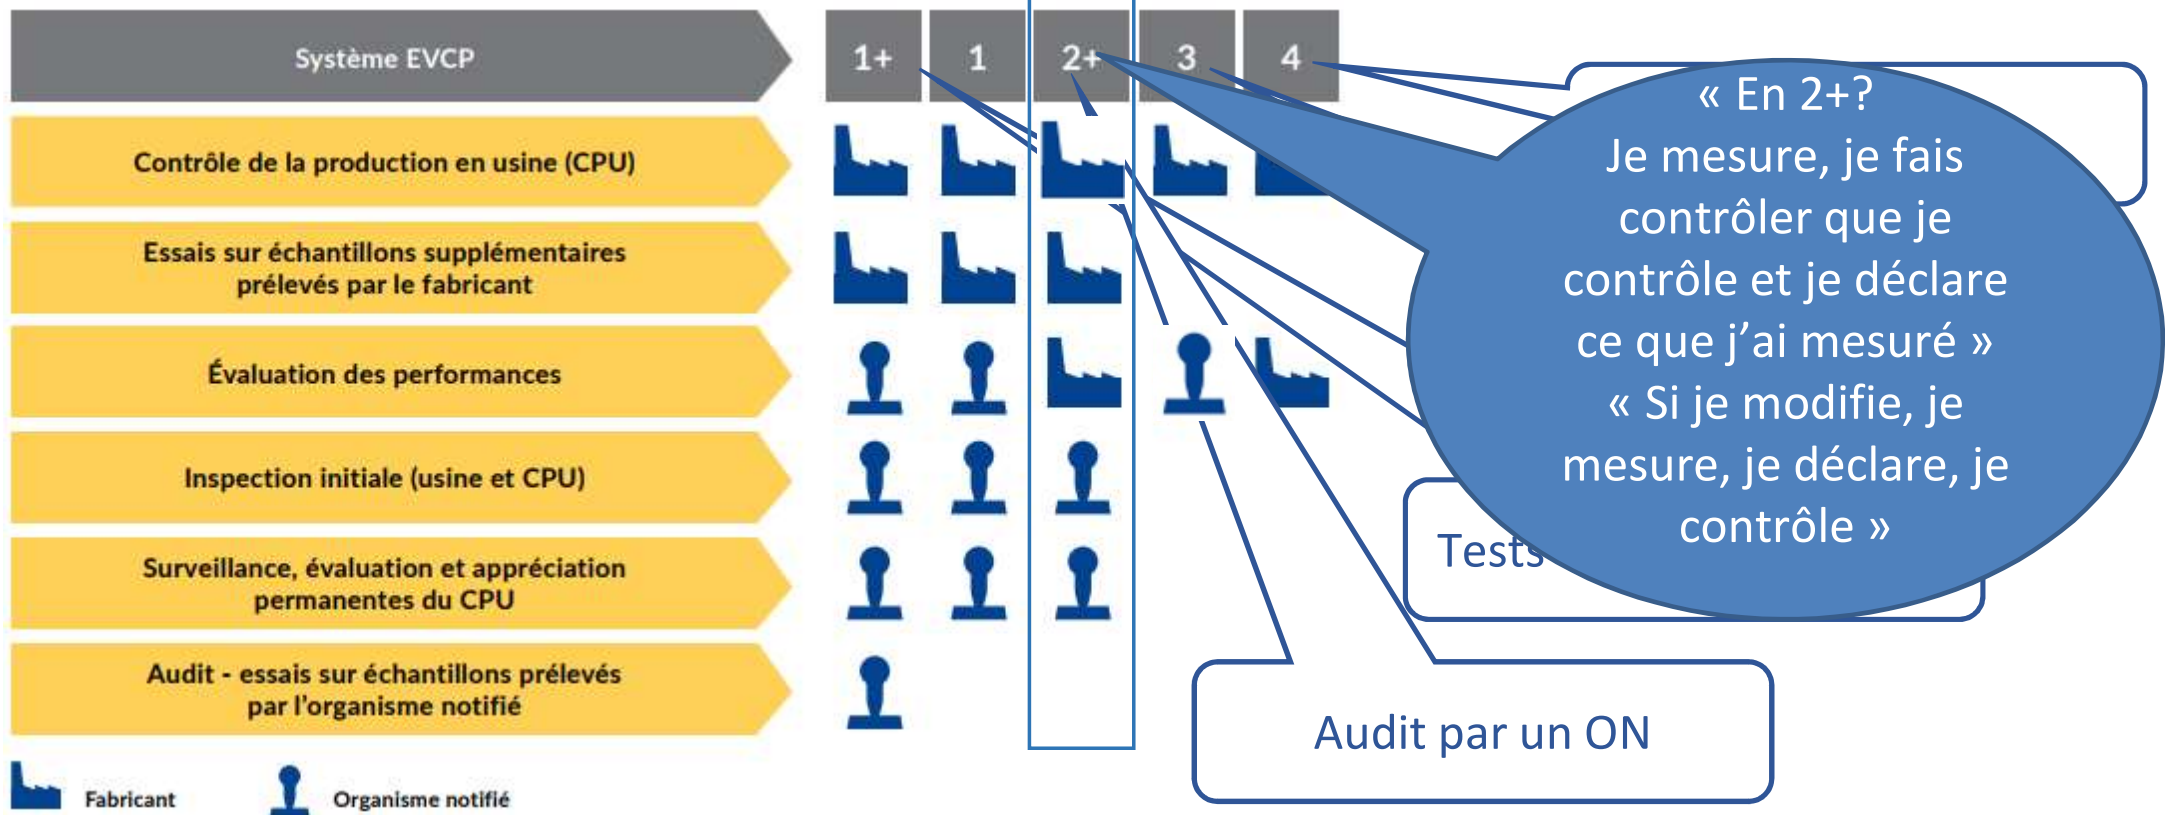 Système EVCP
1+
1
2+
3
4
Contrôle de la production en usine (CPU)
Essais sur échantillons supplémentaires
prélevés par le fabricant
Évaluation des performances
Inspection initiale (usine et CPU)
Surveillance, évaluation et appréciation
permanentes du CPU
Audit - essais sur échantillons prélevés
par l'organisme notifié
Fabricant
Organisme notifié
« En 2+?
Je mesure, je fais
contrôler que je
contrôle et je déclare
ce que j'ai mesuré »
« Si je modifie, je
mesure, je déclare, je
contrôle »
Tests
Audit par un ON